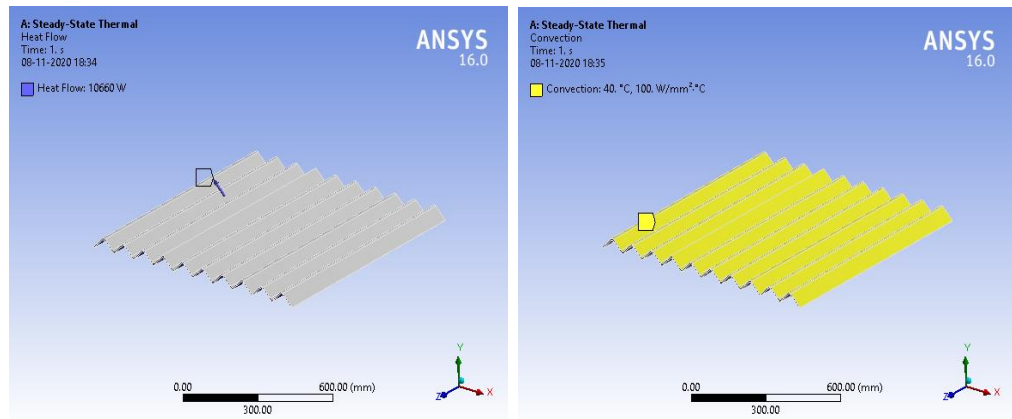 A: Steady-State Thermal
Heat Flow
Time: 1. s
08-11-2020 18:34
Heat Flow: 10660 W
ANSYS
16.0
0.00
600.00 (mm)
300.00
Y
X
Z
A: Steady-State Thermal
Convection
Time: 1. s
08-11-2020 18:35
Convection: 40. °C, 100. W/mm²·°C
ANSYS
16.0
0.00
600.00 (mm)
300.00
Y
X
Z